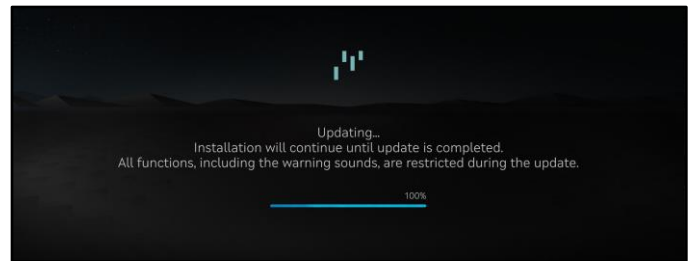 Updating...
Installation will continue until update is completed.
All functions, including the warning sounds, are restricted during the update.
100%